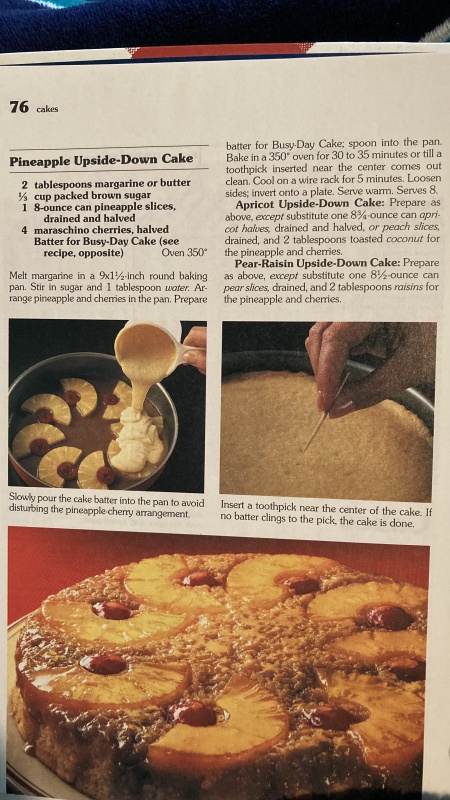 76 cakes
Pineapple Upside-Down Cake
2 tablespoons margarine or butter
⅓ cup packed brown sugar
1 8-ounce can pineapple slices,
drained and halved
4 maraschino cherries, halved
Batter for Busy-Day Cake (see
recipe, opposite) Oven 350°
Melt margarine in a 9x1½-inch round baking
pan. Stir in sugar and 1 tablespoon water. Ar-
range pineapple and cherries in the pan. Prepare
batter for Busy-Day Cake; spoon into the pan.
Bake in a 350° oven for 30 to 35 minutes or till a
toothpick inserted near the center comes out
clean. Cool on a wire rack for 5 minutes. Loosen
sides; invert onto a plate. Serve warm. Serves 8.
Apricot Upside-Down Cake: Prepare as
above, except substitute one 8¾-ounce can apri-
cot halves, drained and halved, or peach slices,
drained, and 2 tablespoons toasted coconut for
the pineapple and cherries.
Pear-Raisin Upside-Down Cake: Prepare
as above, except substitute one 8½-ounce can
pear slices, drained, and 2 tablespoons raisins for
the pineapple and cherries.
Slowly pour the cake batter into the pan to avoid
disturbing the pineapple-cherry arrangement.
Insert a toothpick near the center of the cake. If
no batter clings to the pick, the cake is done.